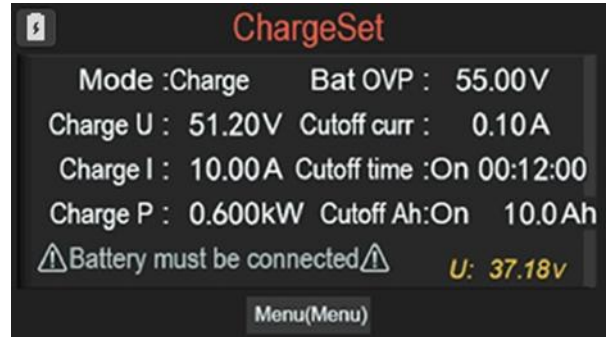 ChargeSet
Mode :Charge Bat OVP : 55.00V
Charge U : 51.20V Cutoff curr : 0.10A
Charge I : 10.00A Cutoff time :On 00:12:00
Charge P : 0.600kW Cutoff Ah:On 10.0Ah
⚠Battery must be connected⚠ U: 37.18v
Menu(Menu)